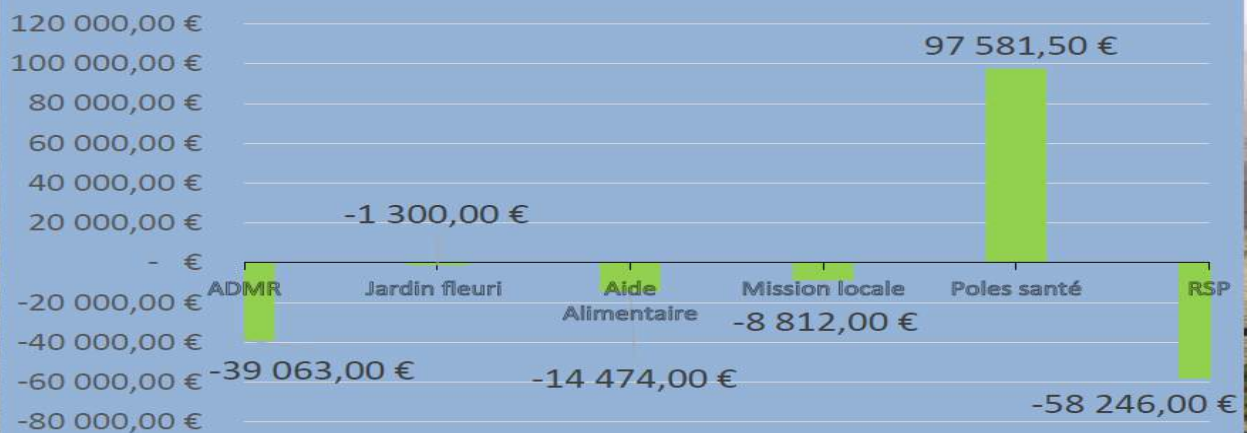 120 000,00 €
100 000,00 €
80 000,00 €
60 000,00 €
40 000,00 €
20 000,00 €
- €
-20 000,00 €
-40 000,00 €
-60 000,00 €
-80 000,00 €
97 581,50 €
-1 300,00 €
ADMR
Jardin fleuri
Aide
Alimentaire
Mission locale
Poles santé
RSP
-8 812,00 €
-39 063,00 €
-14 474,00 €
-58 246,00 €